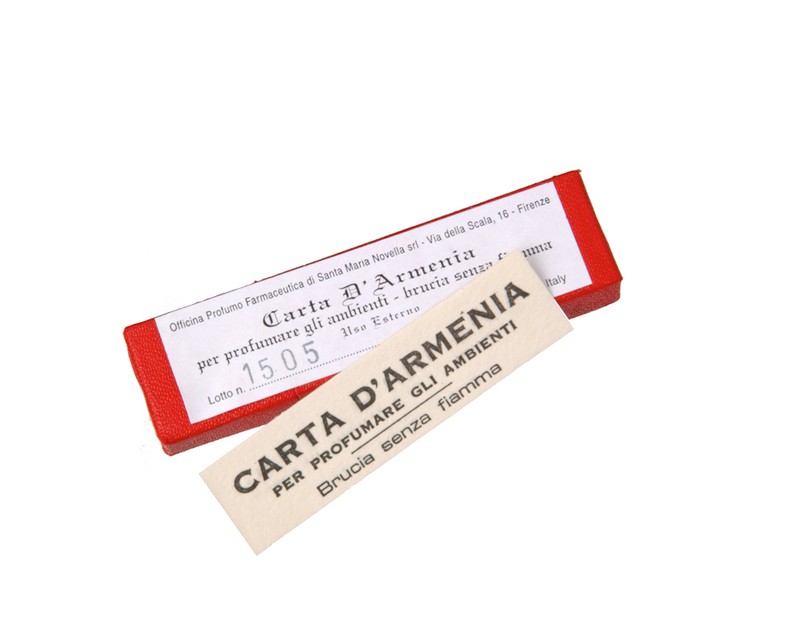 Officina Profumo Farmaceutica di Santa Maria Novella srl - Via della Scala, 16 - Firenze
Carta D'Armenia
per profumare gli ambienti - brucia senza fiamma
Uso Esterno
Lotto n. 1505
Italy
CARTA D'ARMENIA
PER PROFUMARE GLI AMBIENTI
Brucia senza fiamma